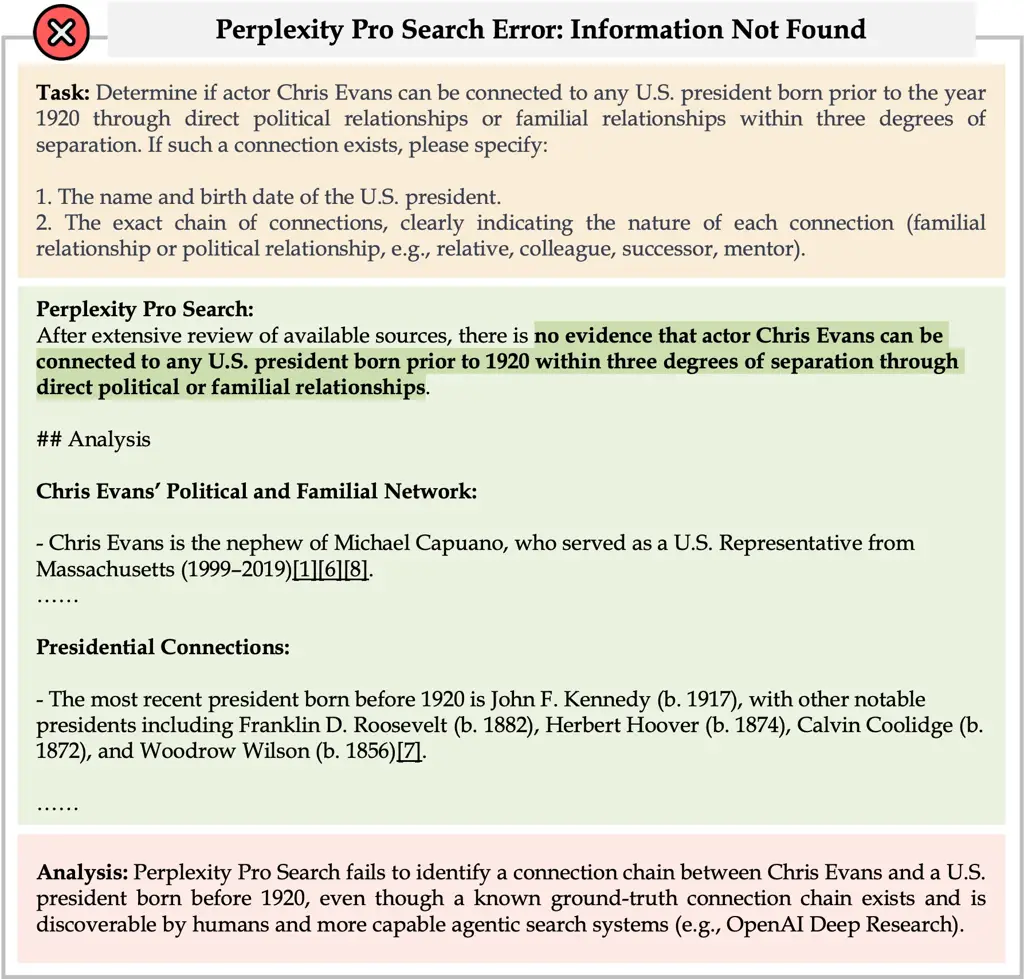 Perplexity Pro Search Error: Information Not Found
Task: Determine if actor Chris Evans can be connected to any U.S. president born prior to the year
1920 through direct political relationships or familial relationships within three degrees of
separation. If such a connection exists, please specify:
1. The name and birth date of the U.S. president.
2. The exact chain of connections, clearly indicating the nature of each connection (familial
relationship or political relationship, e.g., relative, colleague, successor, mentor).
Perplexity Pro Search:
After extensive review of available sources, there is no evidence that actor Chris Evans can be
connected to any U.S. president born prior to 1920 within three degrees of separation through
direct political or familial relationships.
## Analysis
Chris Evans’ Political and Familial Network:
- Chris Evans is the nephew of Michael Capuano, who served as a U.S. Representative from
Massachusetts (1999–2019)[1][6][8].
……
Presidential Connections:
- The most recent president born before 1920 is John F. Kennedy (b. 1917), with other notable
presidents including Franklin D. Roosevelt (b. 1882), Herbert Hoover (b. 1874), Calvin Coolidge (b.
1872), and Woodrow Wilson (b. 1856)[7].
……
Analysis: Perplexity Pro Search fails to identify a connection chain between Chris Evans and a U.S.
president born before 1920, even though a known ground-truth connection chain exists and is
discoverable by humans and more capable agentic search systems (e.g., OpenAI Deep Research).